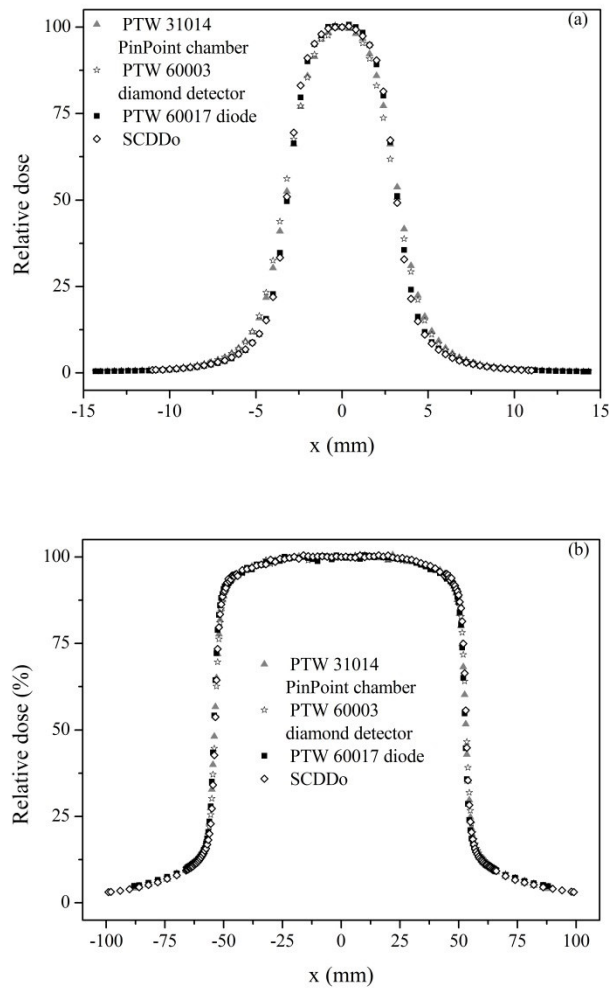 (a)
PTW 31014
PinPoint chamber
PTW 60003
diamond detector
PTW 60017 diode
SCDDo
Relative dose
100
75
50
25
0
-15 -10 -5 0 5 10 15
x (mm)
(b)
PTW 31014
PinPoint chamber
PTW 60003
diamond detector
PTW 60017 diode
SCDDo
Relative dose (%)
100
75
50
25
0
-100 -75 -50 -25 0 25 50 75 100
x (mm)